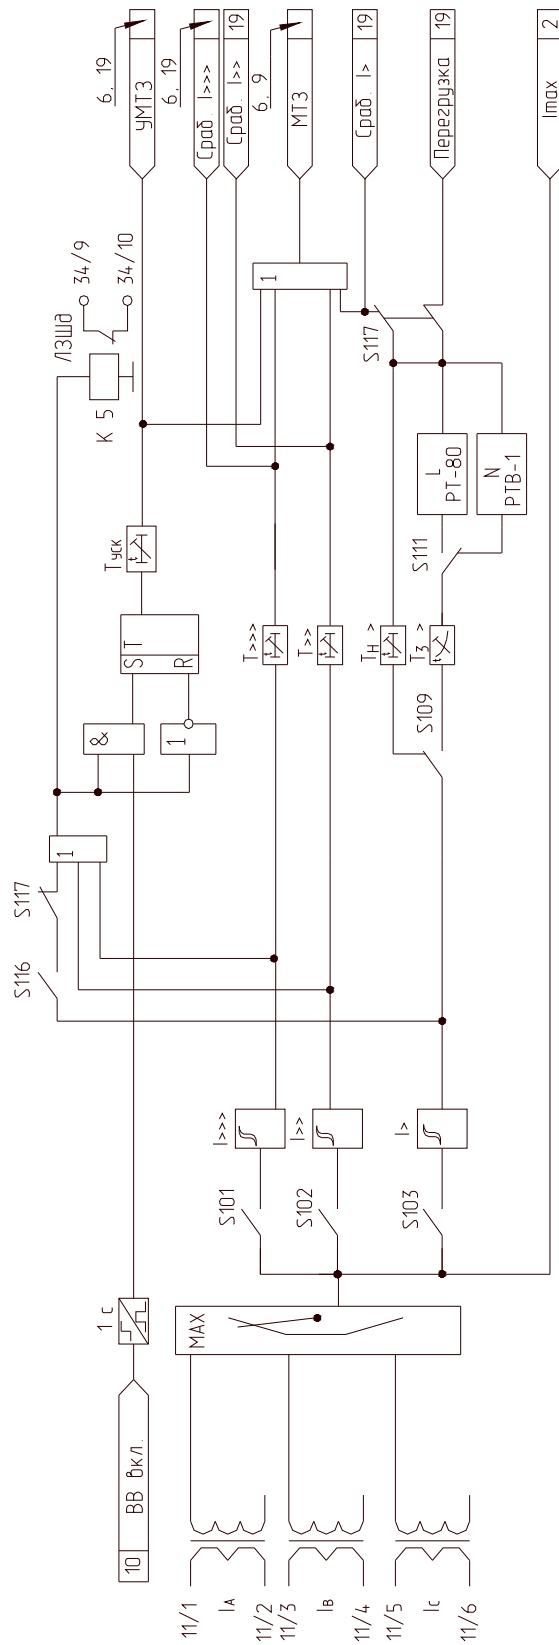 6, 19
УМТЗ
6, 19
Сраб. I>>>
19
Сраб. I>>
6, 9
МТЗ
19
Сраб. I>
19
Перегрузка
2
Imax
ЛЗШд
34/9
34/10
К 5
1
S117
L
РТ-80
N
РТВ-1
S111
Туск
S T
R
T>>>
T>>
Tн >
Tз >
S109
&
1
1
S117
S116
I>>>
I>>
I>
S101
S102
S103
1 с
MAX
10
ВВ вкл.
11/1
IA
11/2
11/3
IB
11/4
11/5
IC
11/6